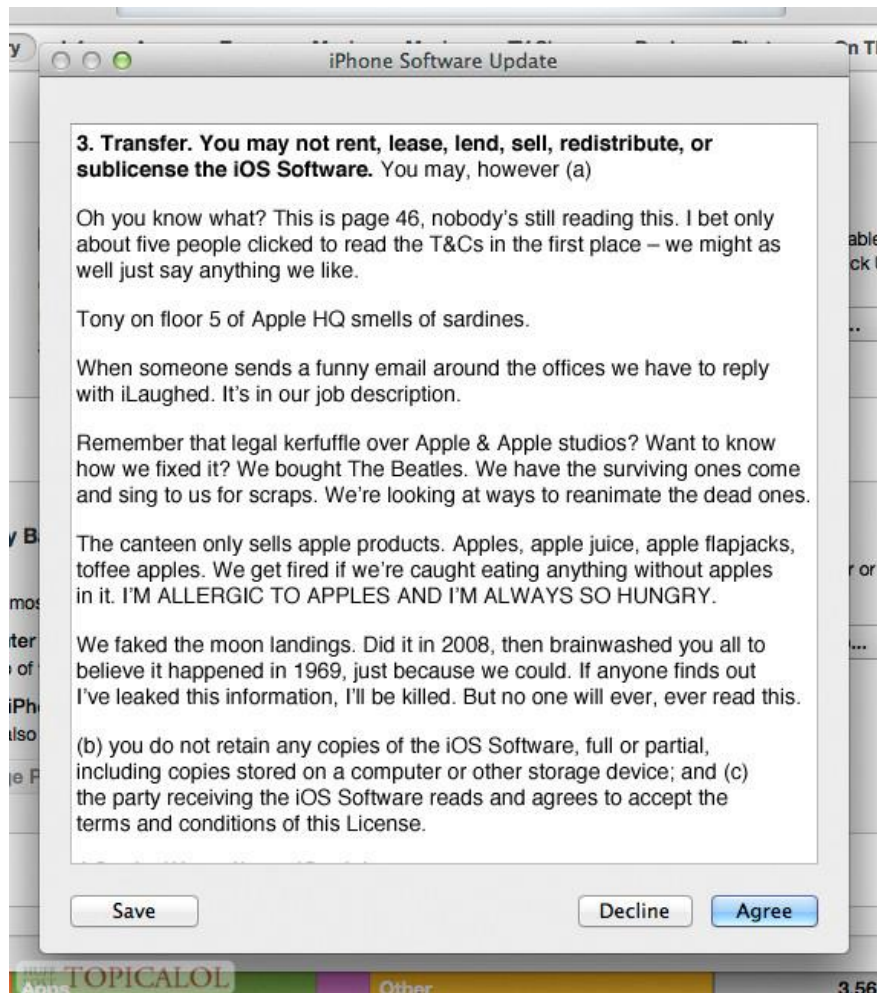 iPhone Software Update
3. Transfer. You may not rent, lease, lend, sell, redistribute, or
sublicense the iOS Software. You may, however (a)
Oh you know what? This is page 46, nobody's still reading this. I bet only
about five people clicked to read the T&Cs in the first place – we might as
well just say anything we like.
Tony on floor 5 of Apple HQ smells of sardines.
When someone sends a funny email around the offices we have to reply
with iLaughed. It's in our job description.
Remember that legal kerfuffle over Apple & Apple studios? Want to know
how we fixed it? We bought The Beatles. We have the surviving ones come
and sing to us for scraps. We're looking at ways to reanimate the dead ones.
The canteen only sells apple products. Apples, apple juice, apple flapjacks,
toffee apples. We get fired if we're caught eating anything without apples
in it. I'M ALLERGIC TO APPLES AND I'M ALWAYS SO HUNGRY.
We faked the moon landings. Did it in 2008, then brainwashed you all to
believe it happened in 1969, just because we could. If anyone finds out
I've leaked this information, I'll be killed. But no one will ever, ever read this.
(b) you do not retain any copies of the iOS Software, full or partial,
including copies stored on a computer or other storage device; and (c)
the party receiving the iOS Software reads and agrees to accept the
terms and conditions of this License.
Save Decline Agree
TOPICALOL
Apps Other 3.56